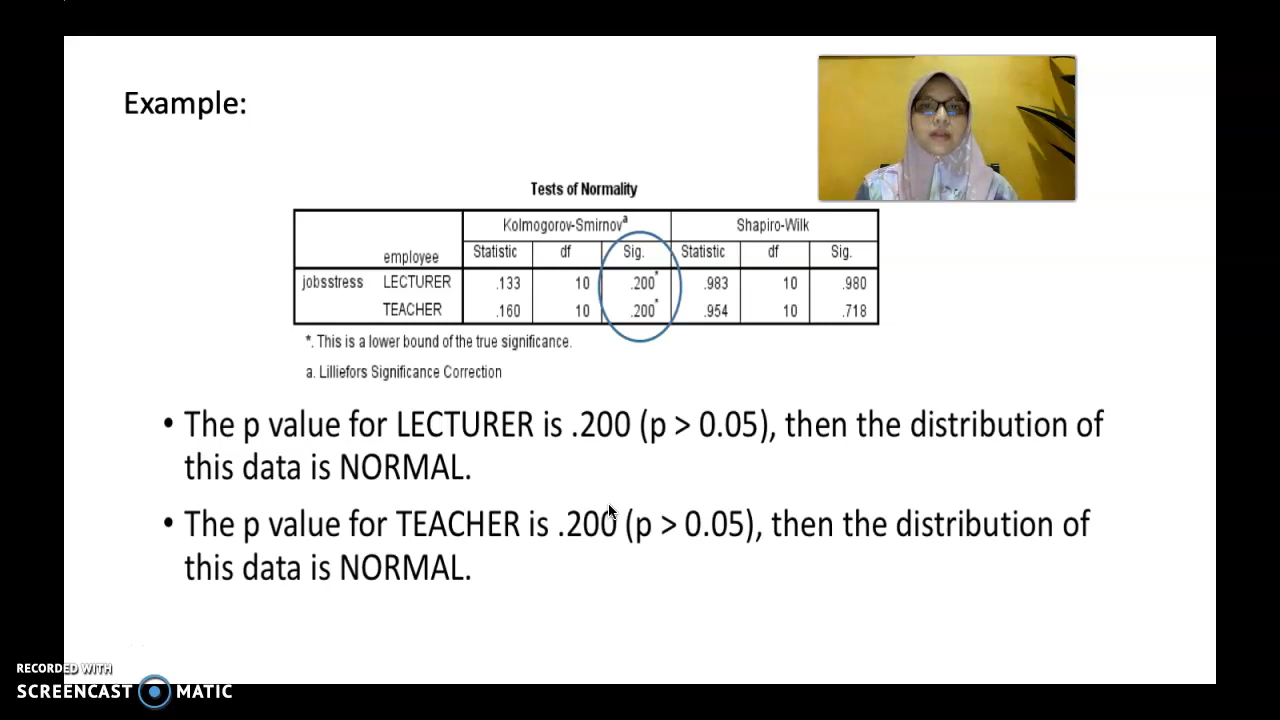 Example:
Tests of Normality
Kolmogorov-Smirnovᵃ Shapiro-Wilk
employee Statistic df Sig. Statistic df Sig.
jobsstress LECTURER .133 10 .200* .983 10 .980
TEACHER .160 10 .200* .954 10 .718
*. This is a lower bound of the true significance.
a. Lilliefors Significance Correction
• The p value for LECTURER is .200 (p > 0.05), then the distribution of
this data is NORMAL.
• The p value for TEACHER is .200 (p > 0.05), then the distribution of
this data is NORMAL.
RECORDED WITH
SCREENCAST MATIC